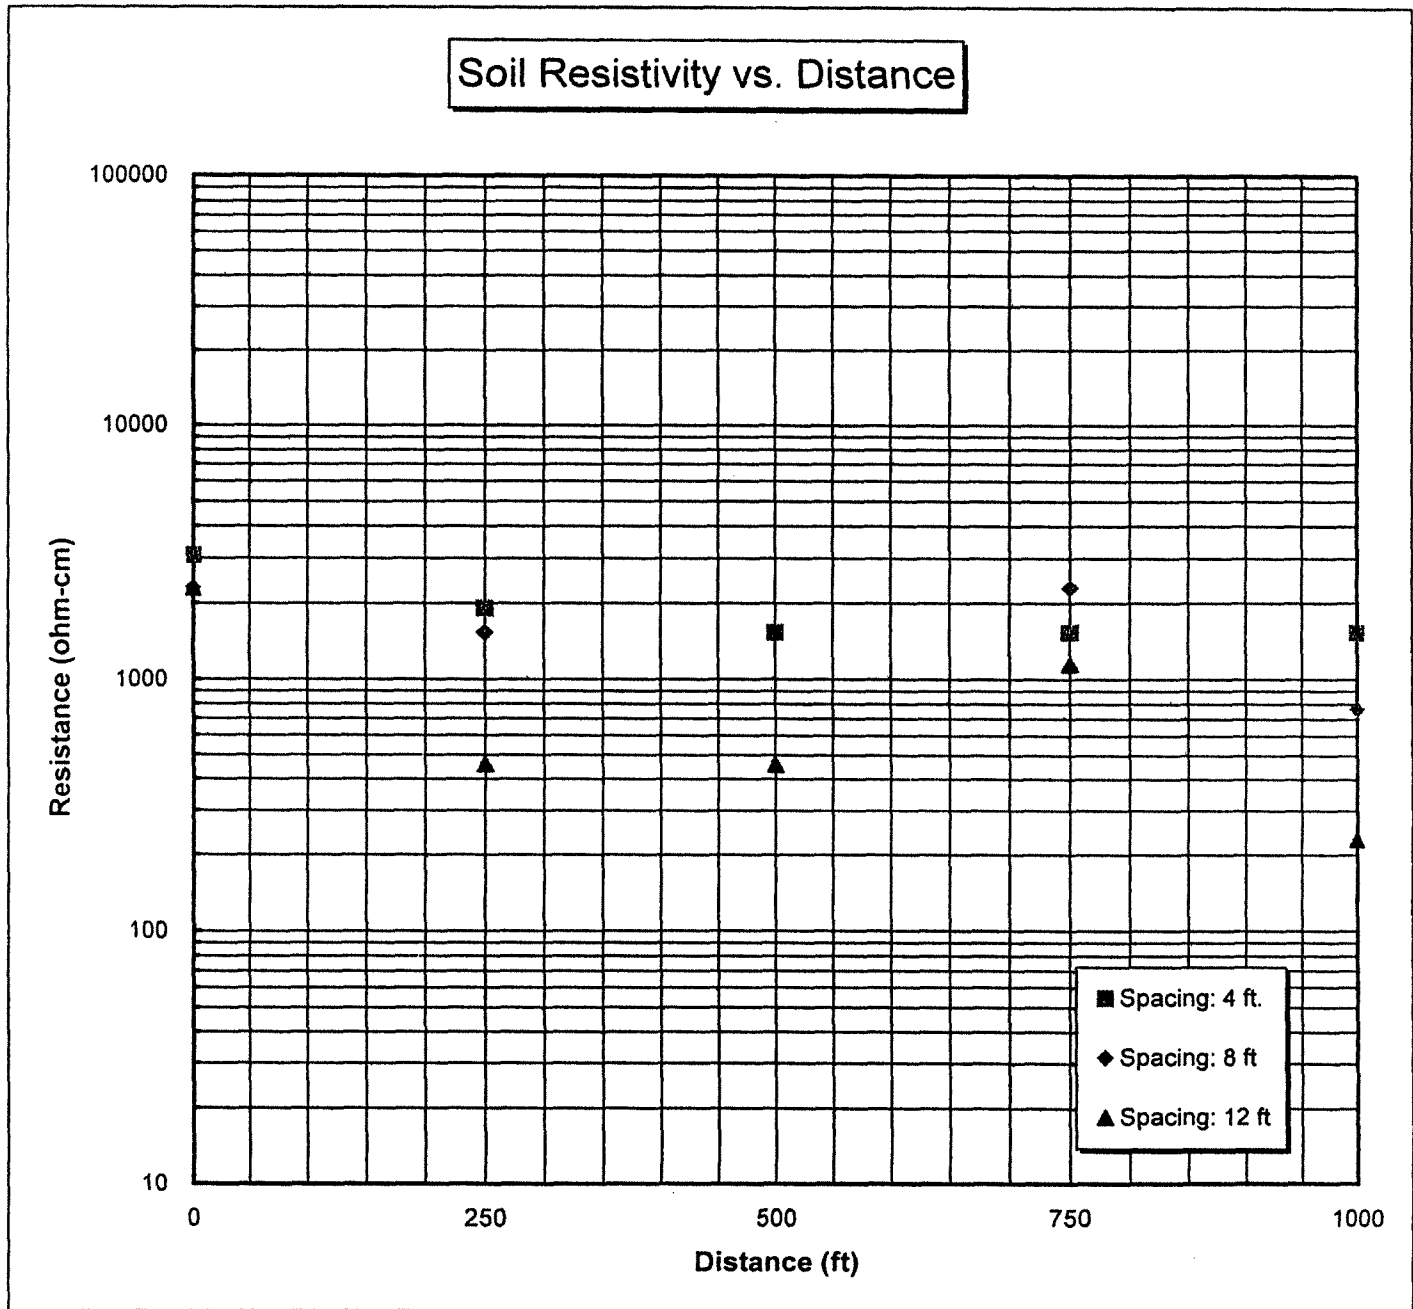 Soil Resistivity vs. Distance
100000
10000
1000
100
10
Resistance (ohm-cm)
0 250 500 750 1000
Distance (ft)
Spacing: 4 ft.
Spacing: 8 ft
Spacing: 12 ft